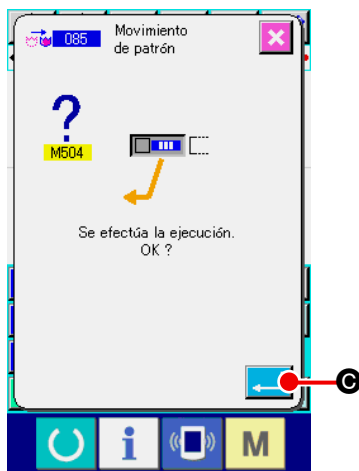 085
Movimiento
de patrón
?
M504
Se efectúa la ejecución.
OK ?
C
i
M